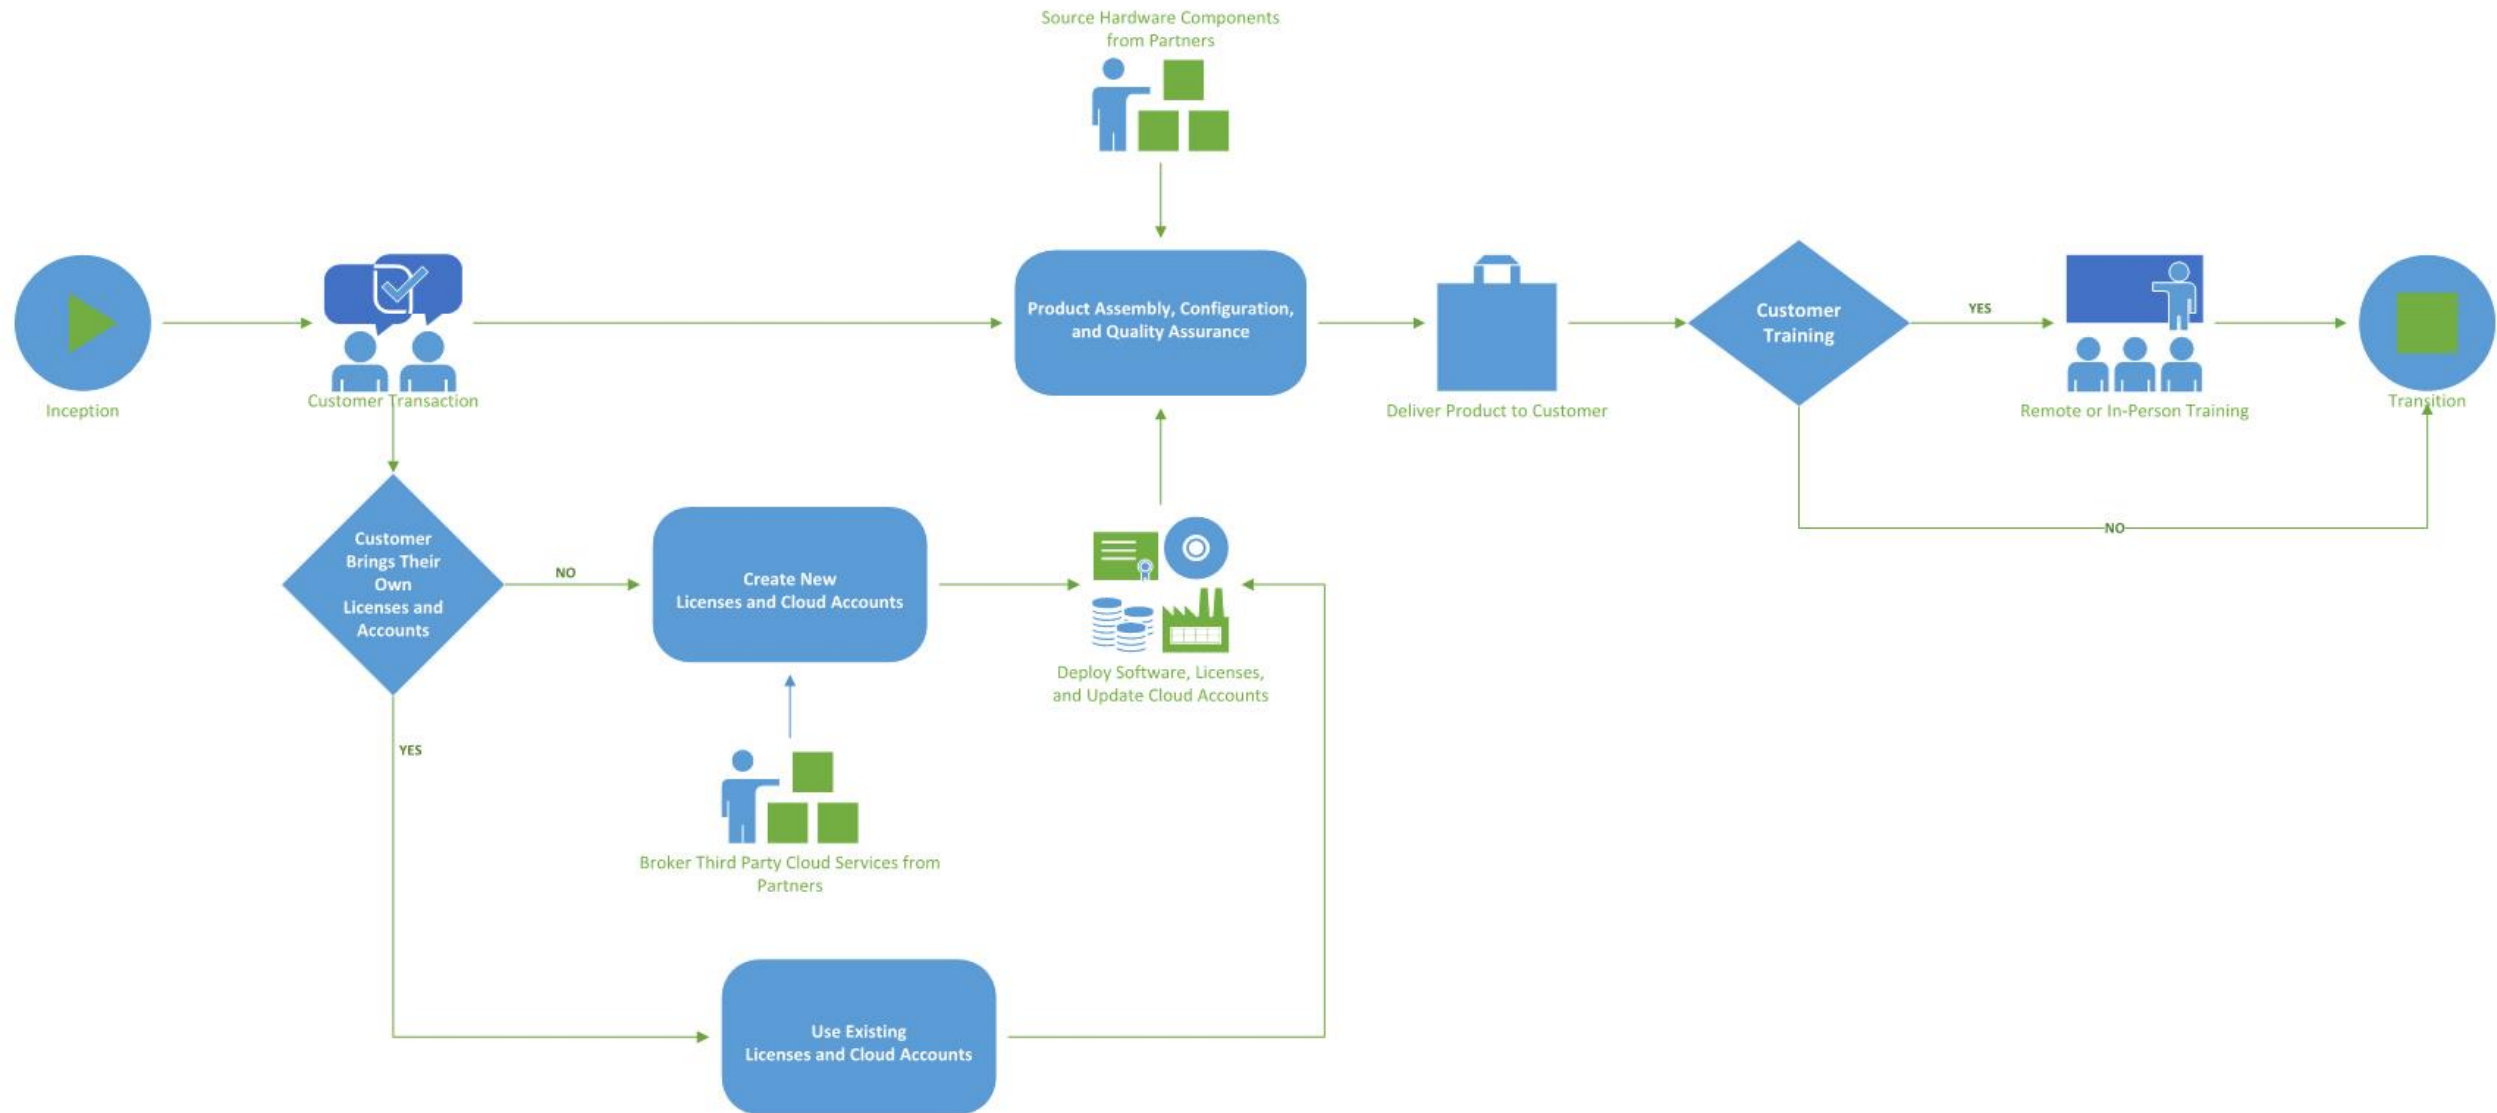 Source Hardware Components
from Partners
Inception
Customer Transaction
Product Assembly, Configuration,
and Quality Assurance
Deliver Product to Customer
Customer
Training
YES
Remote or In-Person Training
Transition
NO
Customer
Brings Their
Own
Licenses and
Accounts
NO
Create New
Licenses and Cloud Accounts
Deploy Software, Licenses,
and Update Cloud Accounts
YES
Broker Third Party Cloud Services from
Partners
Use Existing
Licenses and Cloud Accounts